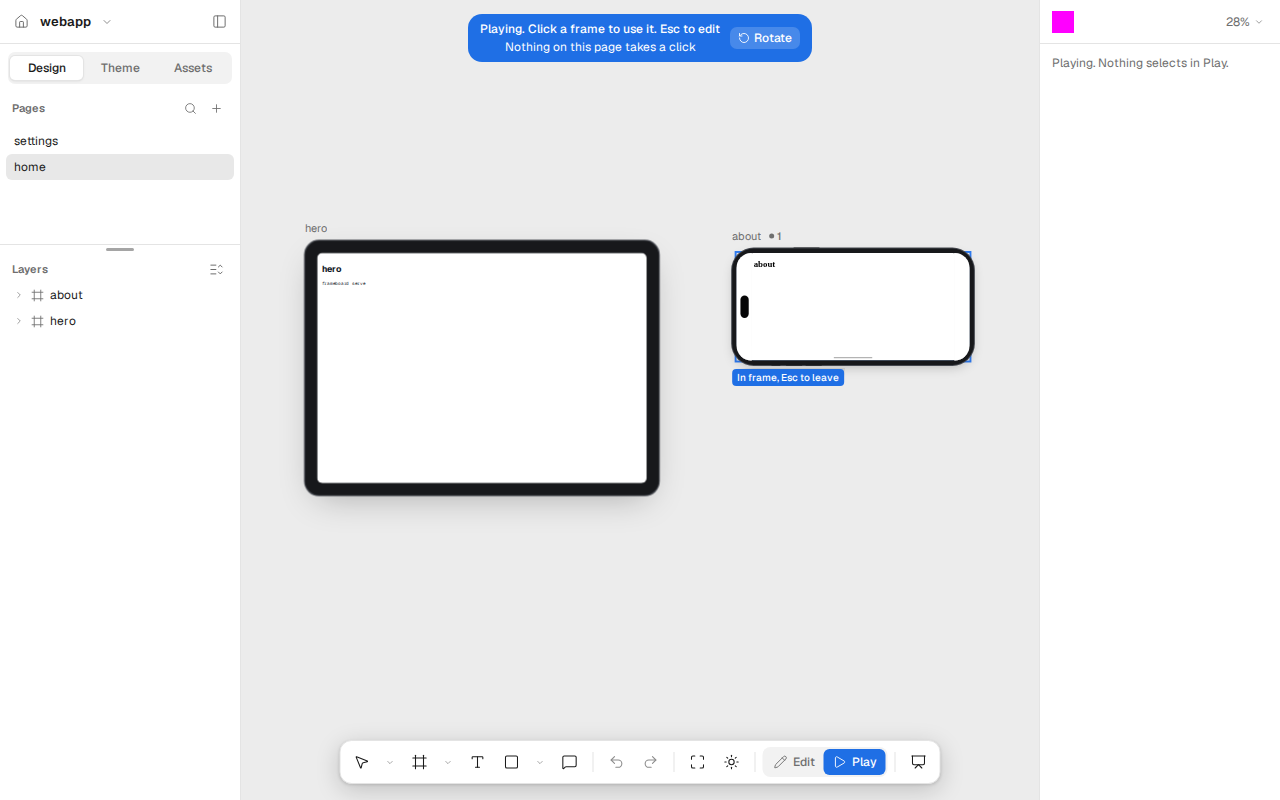 webapp
Design
Theme
Assets
Pages
settings
home
Layers
about
hero
Playing. Click a frame to use it. Esc to edit
Nothing on this page takes a click
Rotate
hero
hero
about
1
about
In frame, Esc to leave
Edit
Play
28%
Playing. Nothing selects in Play.